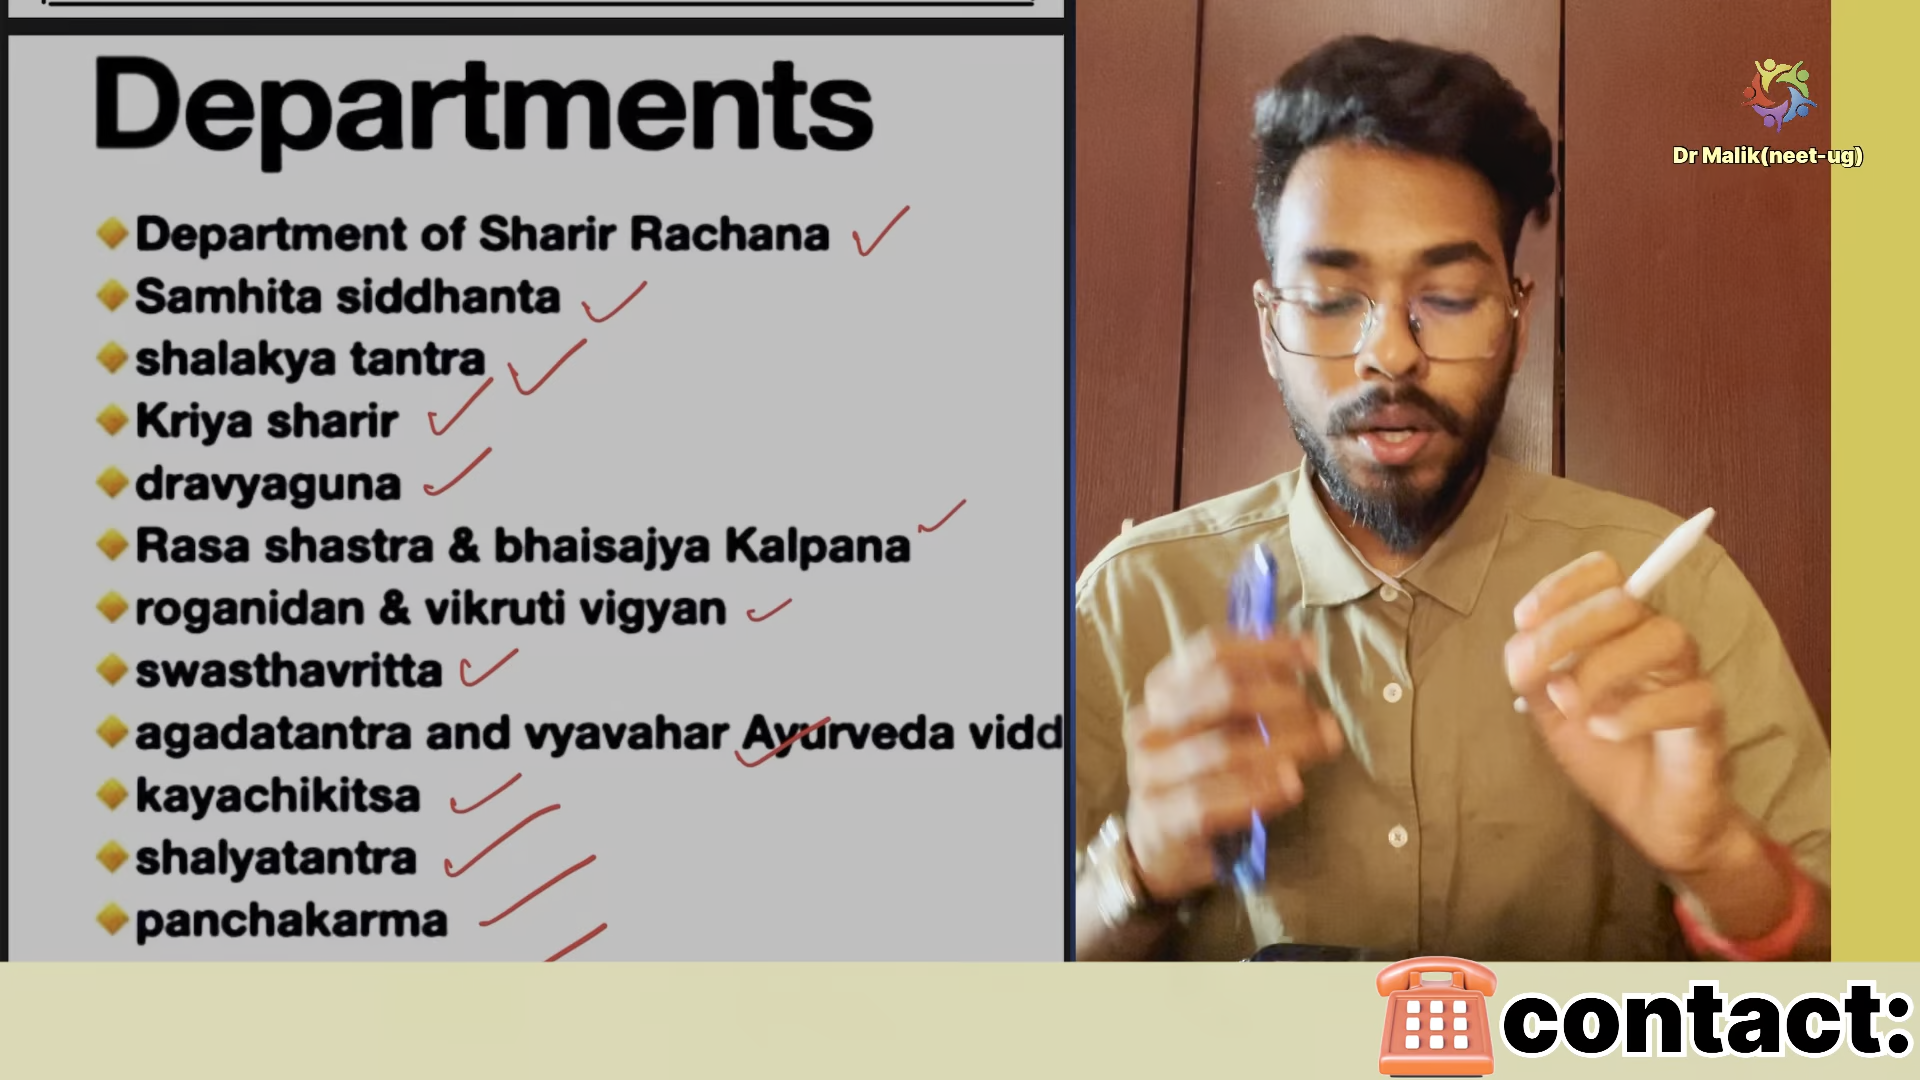 Departments
Department of Sharir Rachana
Samhita siddhanta
shalakya tantra
Kriya sharir
dravyaguna
Rasa shastra & bhaisajya Kalpana
roganidan & vikruti vigyan
swasthavritta
agadatantra and vyavahar Ayurveda vidd
kayachikitsa
shalyatantra
panchakarma
Dr Malik(neet-ug)
contact: